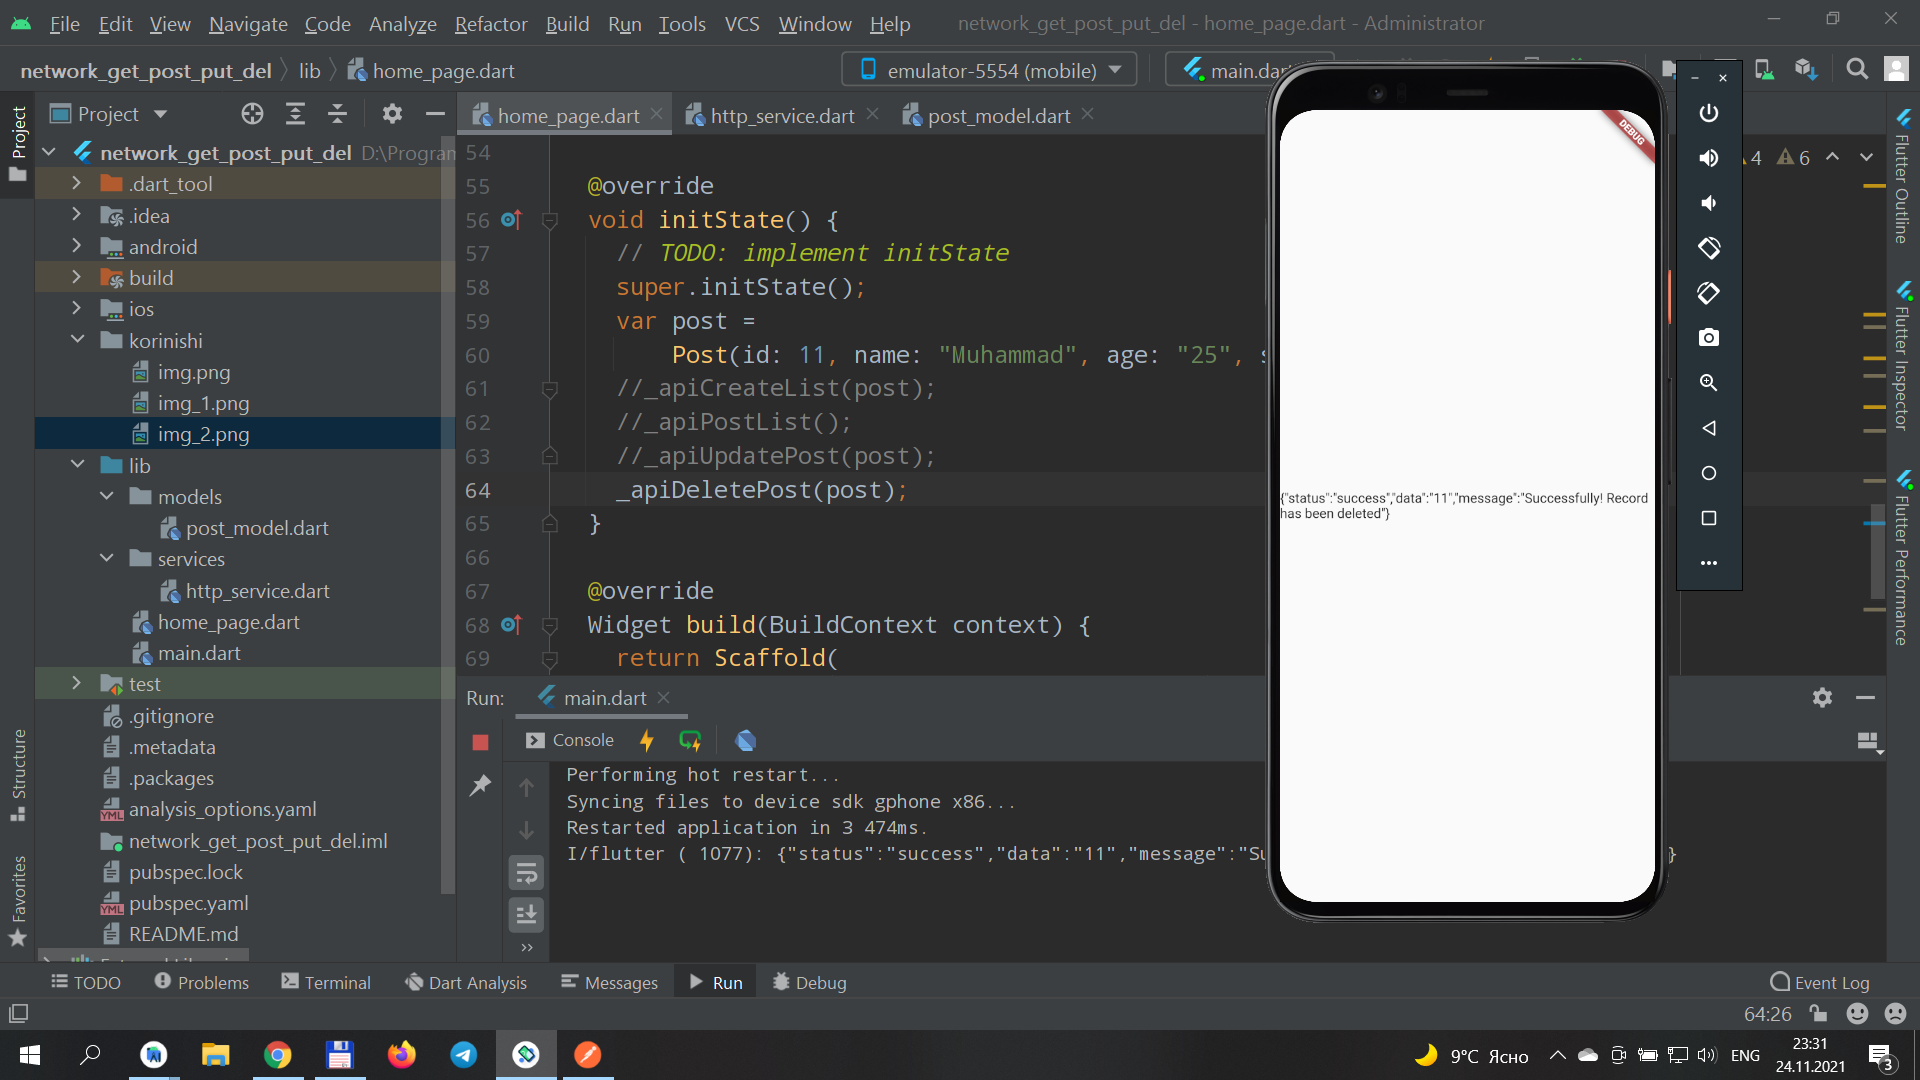 File Edit View Navigate Code Analyze Refactor Build Run Tools VCS Window Help network_get_post_put_del - home_page.dart - Administrator
network_get_post_put_del lib home_page.dart emulator-5554 (mobile) main.dart
Project home_page.dart http_service.dart post_model.dart
Project
Structure
Favorites
network_get_post_put_del
.dart_tool
.idea
android
build
ios
korinishi
img.png
img_1.png
img_2.png
lib
models
post_model.dart
services
http_service.dart
home_page.dart
main.dart
test
.gitignore
.metadata
.packages
analysis_options.yaml
network_get_post_put_del.iml
pubspec.lock
pubspec.yaml
README.md
54
55 @override
56 void initState() {
57 // TODO: implement initState
58 super.initState();
59 var post =
60 Post(id: 11, name: "Muhammad", age: "25",
61 //_apiCreateList(post);
62 //_apiPostList();
63 //_apiUpdatePost(post);
64 _apiDeletePost(post);
65 }
66
67 @override
68 Widget build(BuildContext context) {
69 return Scaffold(
4 6
DEBUG
{"status":"success","data":"11","message":"Successfully! Record
has been deleted"}
Flutter Outline
Flutter Inspector
Flutter Performance
Run: main.dart
Console
Performing hot restart...
Syncing files to device sdk gphone x86...
Restarted application in 3 474ms.
I/flutter ( 1077): {"status":"success","data":"11","message":"Su }
TODO Problems Terminal Dart Analysis Messages Run Debug Event Log
64:26
9°C Ясно ENG 23:31
24.11.2021
3